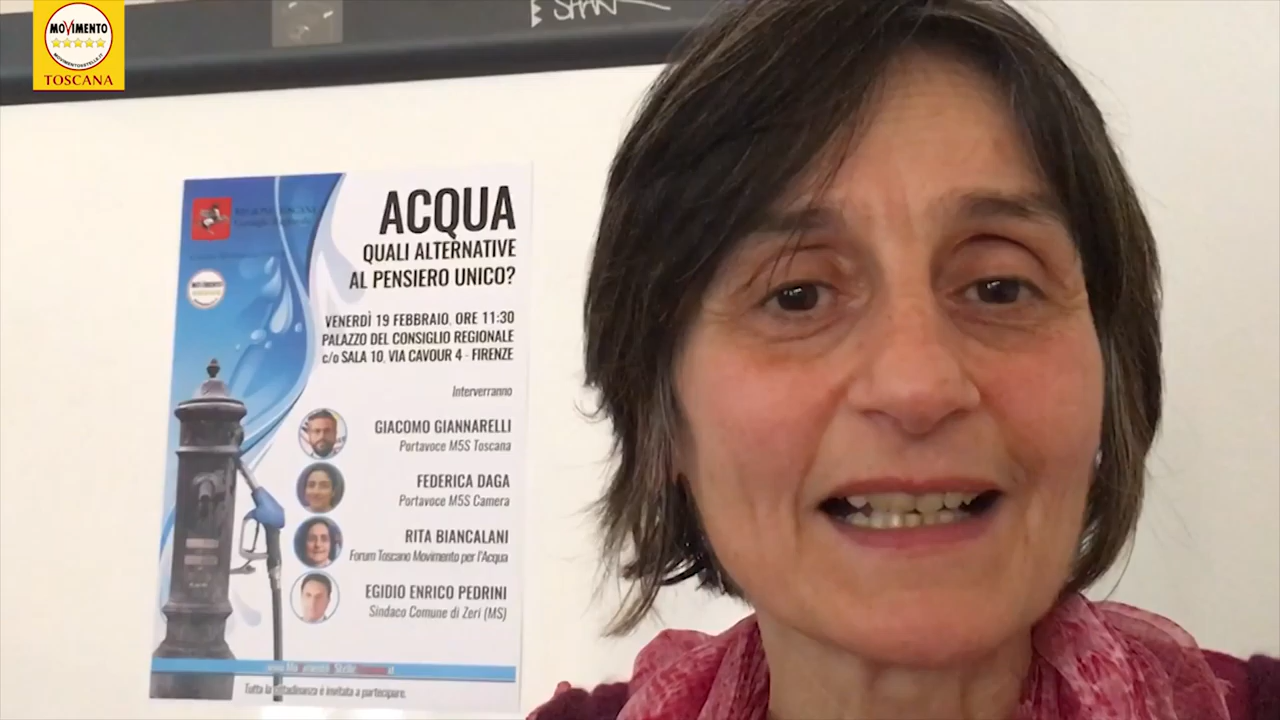 MOVIMENTO
MOVIMENTO5STELLE.IT
TOSCANA
ACQUA
QUALI ALTERNATIVE
AL PENSIERO UNICO?
VENERDÌ 19 FEBBRAIO, ORE 11:30
PALAZZO DEL CONSIGLIO REGIONALE
c/o SALA 10, VIA CAVOUR 4 - FIRENZE
Interverranno
GIACOMO GIANNARELLI
Portavoce M5S Toscana
FEDERICA DAGA
Portavoce M5S Camera
RITA BIANCALANI
Forum Toscano Movimento per l'Acqua
EGIDIO ENRICO PEDRINI
Sindaco Comune di Zeri (MS)
Tutta la cittadinanza è invitata a partecipare.